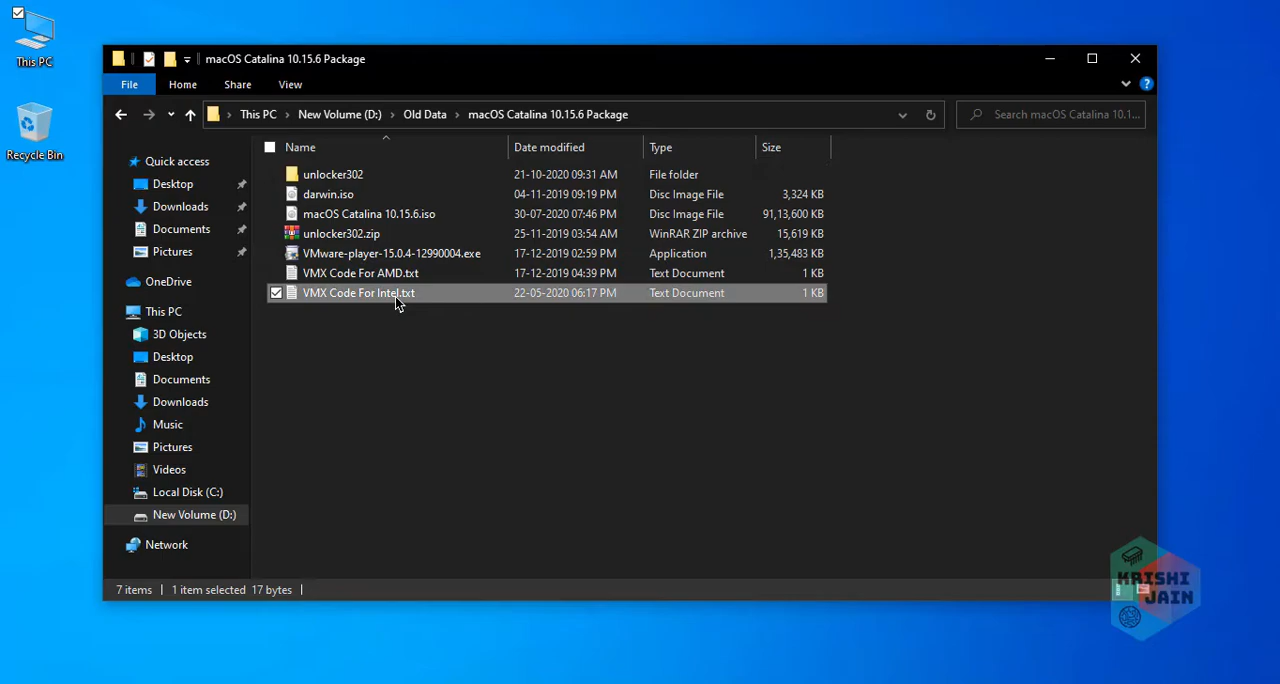 This PC
Recycle Bin
macOS Catalina 10.15.6 Package
File Home Share View
This PC New Volume (D:) Old Data macOS Catalina 10.15.6 Package
Search macOS Catalina 10.1...
Quick access
Desktop
Downloads
Documents
Pictures
OneDrive
This PC
3D Objects
Desktop
Documents
Downloads
Music
Pictures
Videos
Local Disk (C:)
New Volume (D:)
Network
Name Date modified Type Size
unlocker302 21-10-2020 09:31 AM File folder
darwin.iso 04-11-2019 09:19 PM Disc Image File 3,324 KB
macOS Catalina 10.15.6.iso 30-07-2020 07:46 PM Disc Image File 91,13,600 KB
unlocker302.zip 25-11-2019 03:54 AM WinRAR ZIP archive 15,619 KB
VMware-player-15.0.4-12990004.exe 17-12-2019 02:59 PM Application 1,35,483 KB
VMX Code For AMD.txt 17-12-2019 04:39 PM Text Document 1 KB
VMX Code For Intel.txt 22-05-2020 06:17 PM Text Document 1 KB
7 items 1 item selected 17 bytes
KRISHI
JAIN